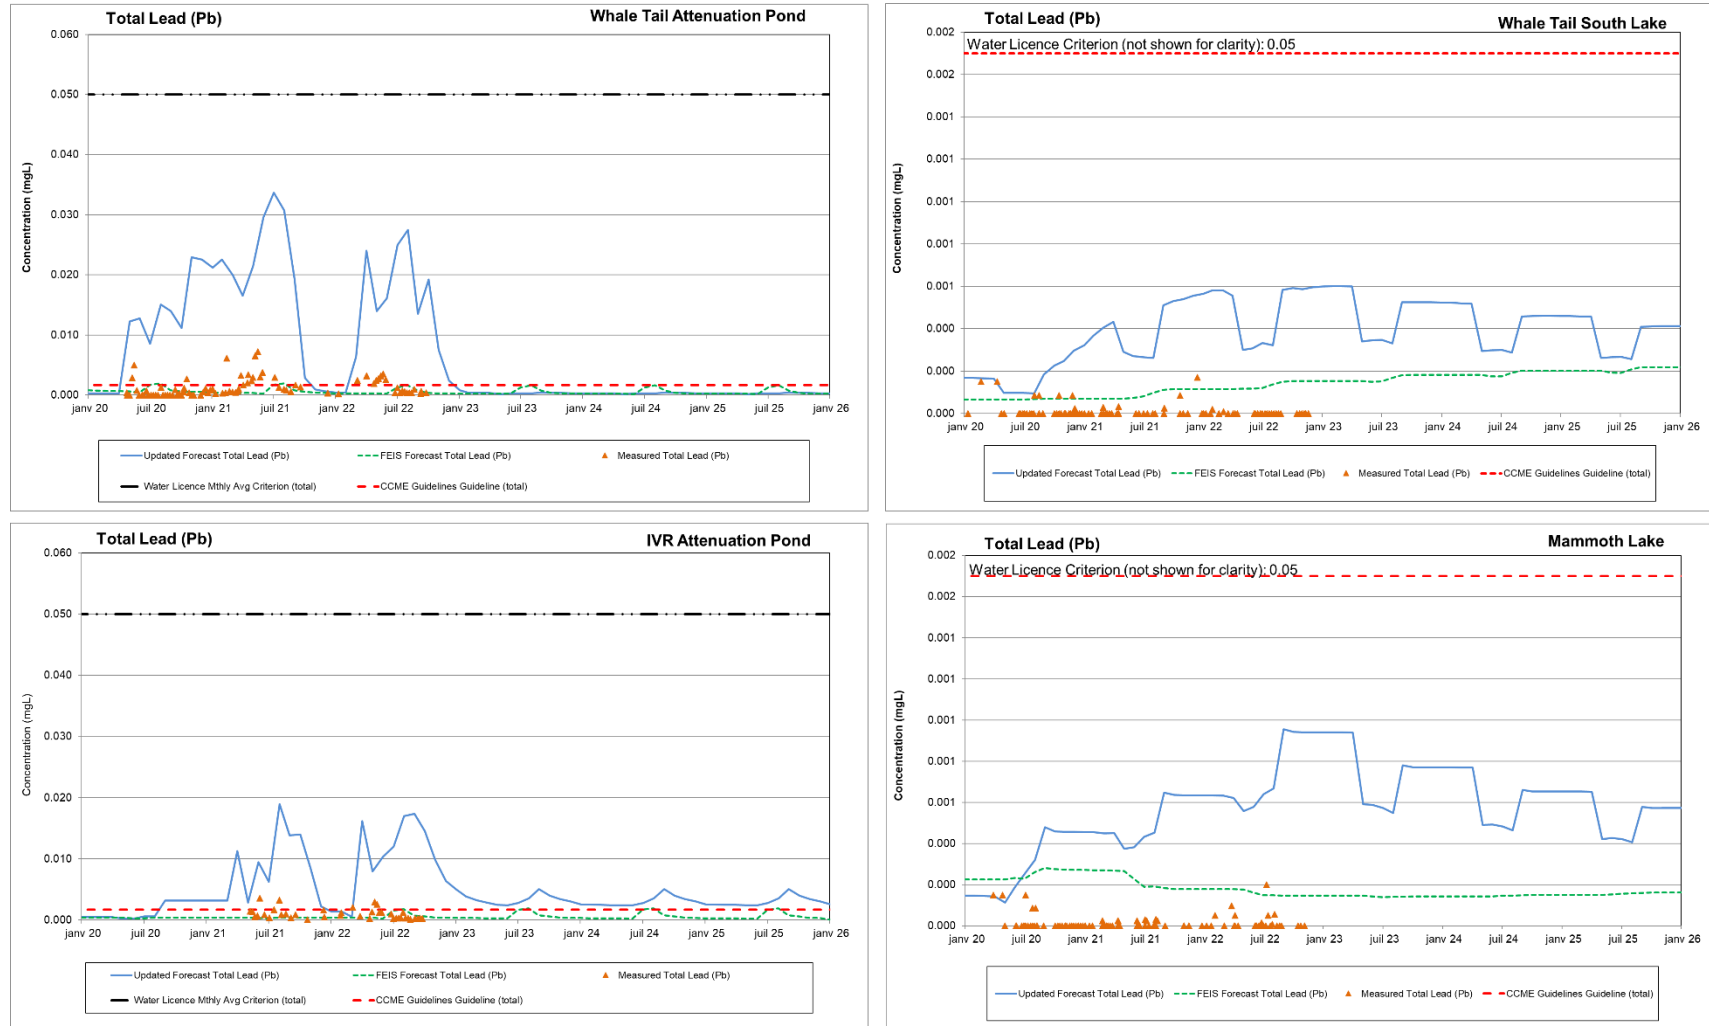 Total Lead (Pb)
Whale Tail Attenuation Pond
0.060
0.050
0.040
0.030
0.020
0.010
0.000
Concentration (mgL)
janv 20 juil 20 janv 21 juil 21 janv 22 juil 22 janv 23 juil 23 janv 24 juil 24 janv 25 juil 25 janv 26
Updated Forecast Total Lead (Pb) FEIS Forecast Total Lead (Pb) Measured Total Lead (Pb)
Water Licence Mthly Avg Criterion (total) CCME Guidelines Guideline (total)
Total Lead (Pb)
Whale Tail South Lake
Water Licence Criterion (not shown for clarity): 0.05
0.002
0.002
0.001
0.001
0.001
0.001
0.001
0.000
0.000
0.000
Concentration (mgL)
janv 20 juil 20 janv 21 juil 21 janv 22 juil 22 janv 23 juil 23 janv 24 juil 24 janv 25 juil 25 janv 26
Updated Forecast Total Lead (Pb) FEIS Forecast Total Lead (Pb) Measured Total Lead (Pb) CCME Guidelines Guideline (total)
Total Lead (Pb)
IVR Attenuation Pond
0.060
0.050
0.040
0.030
0.020
0.010
0.000
Concentration (mgL)
janv 20 juil 20 janv 21 juil 21 janv 22 juil 22 janv 23 juil 23 janv 24 juil 24 janv 25 juil 25 janv 26
Updated Forecast Total Lead (Pb) FEIS Forecast Total Lead (Pb) Measured Total Lead (Pb)
Water Licence Mthly Avg Criterion (total) CCME Guidelines Guideline (total)
Total Lead (Pb)
Mammoth Lake
Water Licence Criterion (not shown for clarity): 0.05
0.002
0.002
0.001
0.001
0.001
0.001
0.001
0.000
0.000
0.000
Concentration (mgL)
janv 20 juil 20 janv 21 juil 21 janv 22 juil 22 janv 23 juil 23 janv 24 juil 24 janv 25 juil 25 janv 26
Updated Forecast Total Lead (Pb) FEIS Forecast Total Lead (Pb) Measured Total Lead (Pb) CCME Guidelines Guideline (total)